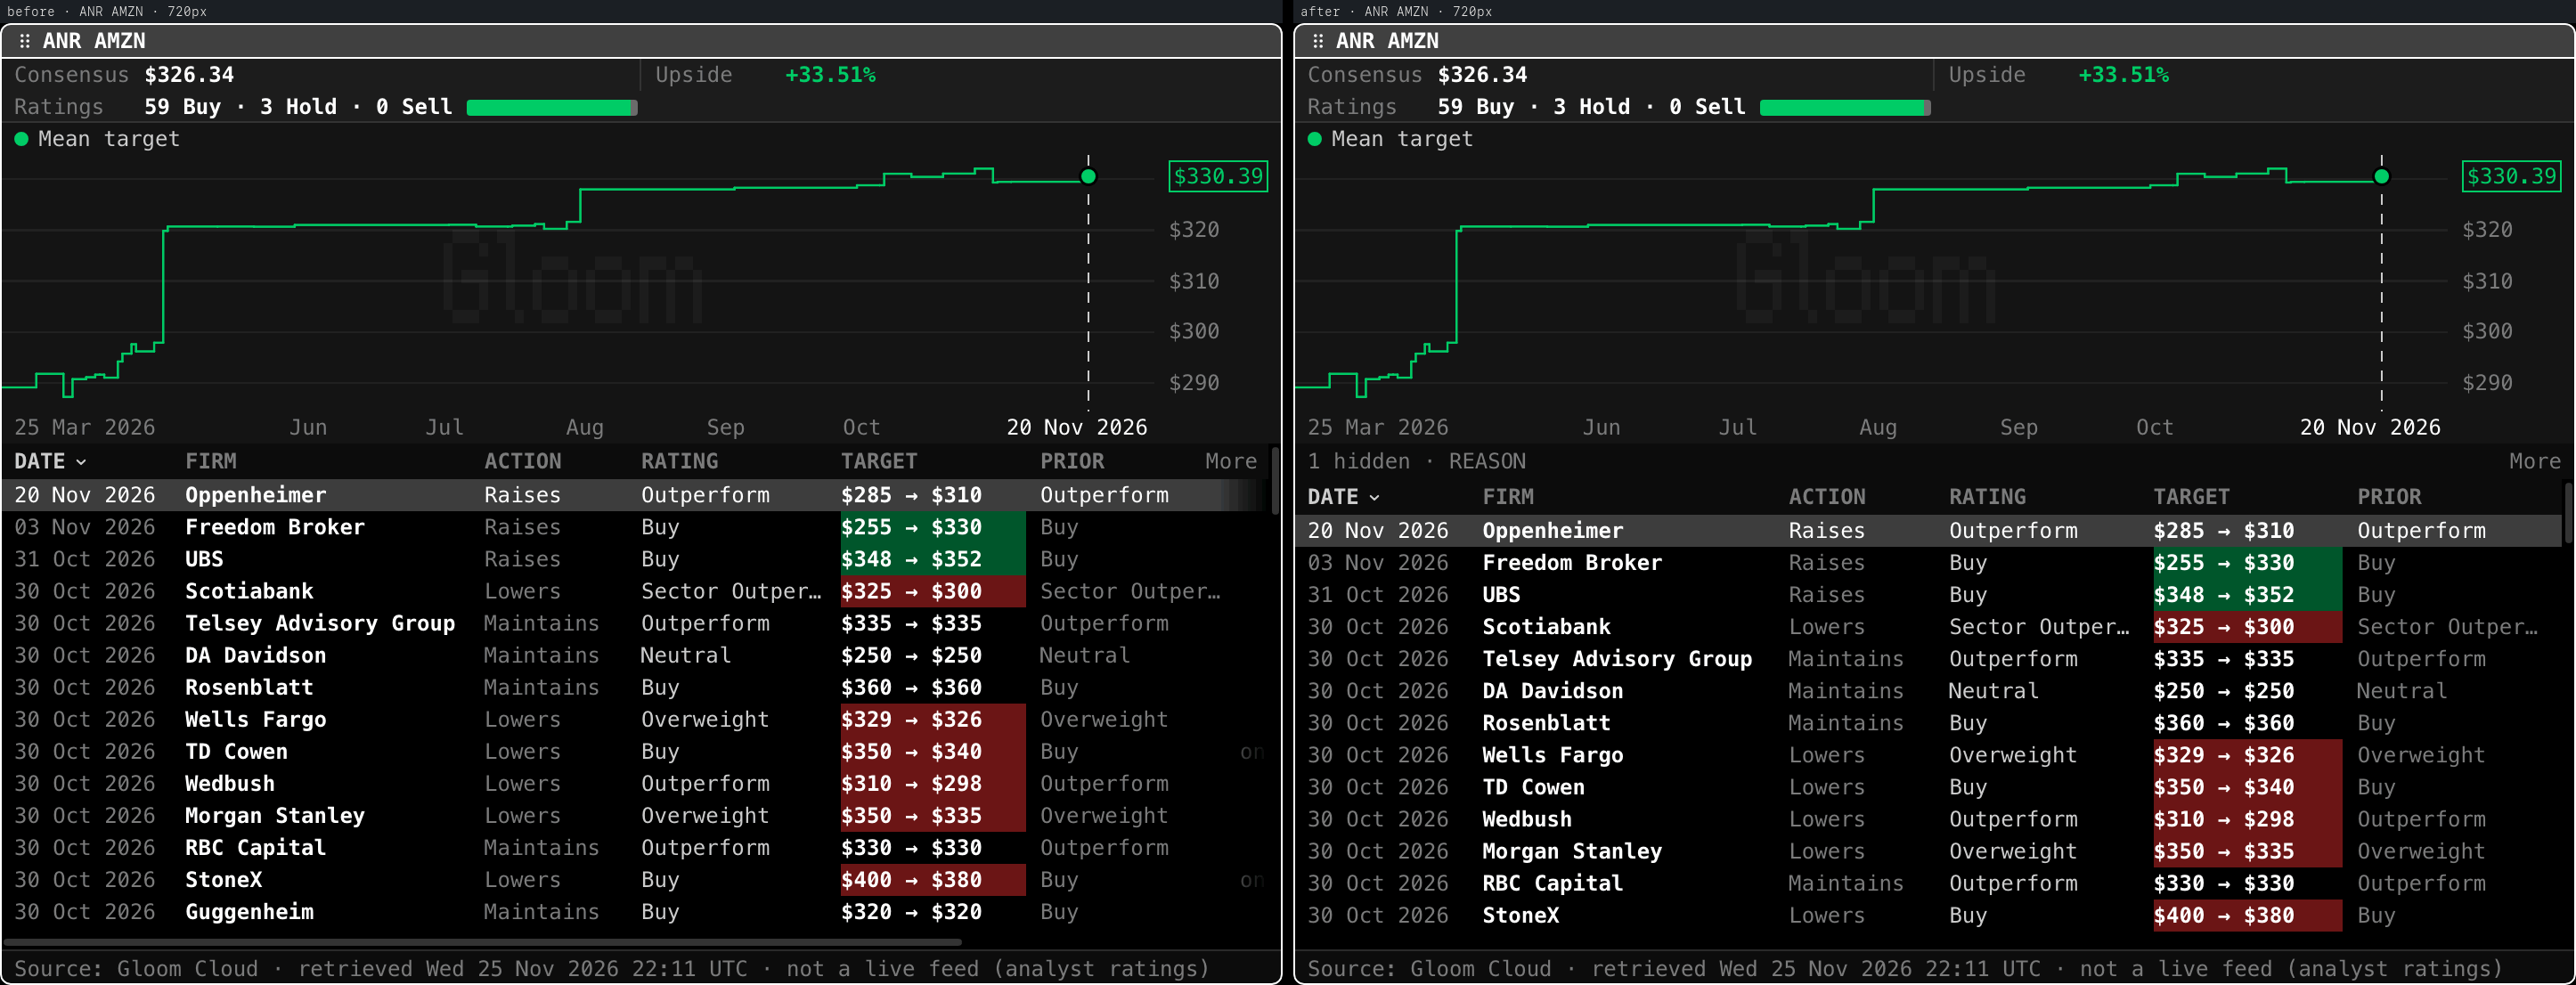 before · ANR AMZN · 720px
ANR AMZN
Consensus $326.34 Upside +33.51%
Ratings 59 Buy · 3 Hold · 0 Sell
Mean target
$330.39
$320
$310
$300
$290
Gloom
25 Mar 2026 Jun Jul Aug Sep Oct 20 Nov 2026
DATE FIRM ACTION RATING TARGET PRIOR More
20 Nov 2026 Oppenheimer Raises Outperform $285 → $310 Outperform
03 Nov 2026 Freedom Broker Raises Buy $255 → $330 Buy
31 Oct 2026 UBS Raises Buy $348 → $352 Buy
30 Oct 2026 Scotiabank Lowers Sector Outper… $325 → $300 Sector Outper…
30 Oct 2026 Telsey Advisory Group Maintains Outperform $335 → $335 Outperform
30 Oct 2026 DA Davidson Maintains Neutral $250 → $250 Neutral
30 Oct 2026 Rosenblatt Maintains Buy $360 → $360 Buy
30 Oct 2026 Wells Fargo Lowers Overweight $329 → $326 Overweight
30 Oct 2026 TD Cowen Lowers Buy $350 → $340 Buy on
30 Oct 2026 Wedbush Lowers Outperform $310 → $298 Outperform
30 Oct 2026 Morgan Stanley Lowers Overweight $350 → $335 Overweight
30 Oct 2026 RBC Capital Maintains Outperform $330 → $330 Outperform
30 Oct 2026 StoneX Lowers Buy $400 → $380 Buy on
30 Oct 2026 Guggenheim Maintains Buy $320 → $320 Buy
Source: Gloom Cloud · retrieved Wed 25 Nov 2026 22:11 UTC · not a live feed (analyst ratings)
after · ANR AMZN · 720px
ANR AMZN
Consensus $326.34 Upside +33.51%
Ratings 59 Buy · 3 Hold · 0 Sell
Mean target
$330.39
$320
$310
$300
$290
Gloom
25 Mar 2026 Jun Jul Aug Sep Oct 20 Nov 2026
1 hidden · REASON More
DATE FIRM ACTION RATING TARGET PRIOR
20 Nov 2026 Oppenheimer Raises Outperform $285 → $310 Outperform
03 Nov 2026 Freedom Broker Raises Buy $255 → $330 Buy
31 Oct 2026 UBS Raises Buy $348 → $352 Buy
30 Oct 2026 Scotiabank Lowers Sector Outper… $325 → $300 Sector Outper…
30 Oct 2026 Telsey Advisory Group Maintains Outperform $335 → $335 Outperform
30 Oct 2026 DA Davidson Maintains Neutral $250 → $250 Neutral
30 Oct 2026 Rosenblatt Maintains Buy $360 → $360 Buy
30 Oct 2026 Wells Fargo Lowers Overweight $329 → $326 Overweight
30 Oct 2026 TD Cowen Lowers Buy $350 → $340 Buy
30 Oct 2026 Wedbush Lowers Outperform $310 → $298 Outperform
30 Oct 2026 Morgan Stanley Lowers Overweight $350 → $335 Overweight
30 Oct 2026 RBC Capital Maintains Outperform $330 → $330 Outperform
30 Oct 2026 StoneX Lowers Buy $400 → $380 Buy
Source: Gloom Cloud · retrieved Wed 25 Nov 2026 22:11 UTC · not a live feed (analyst ratings)